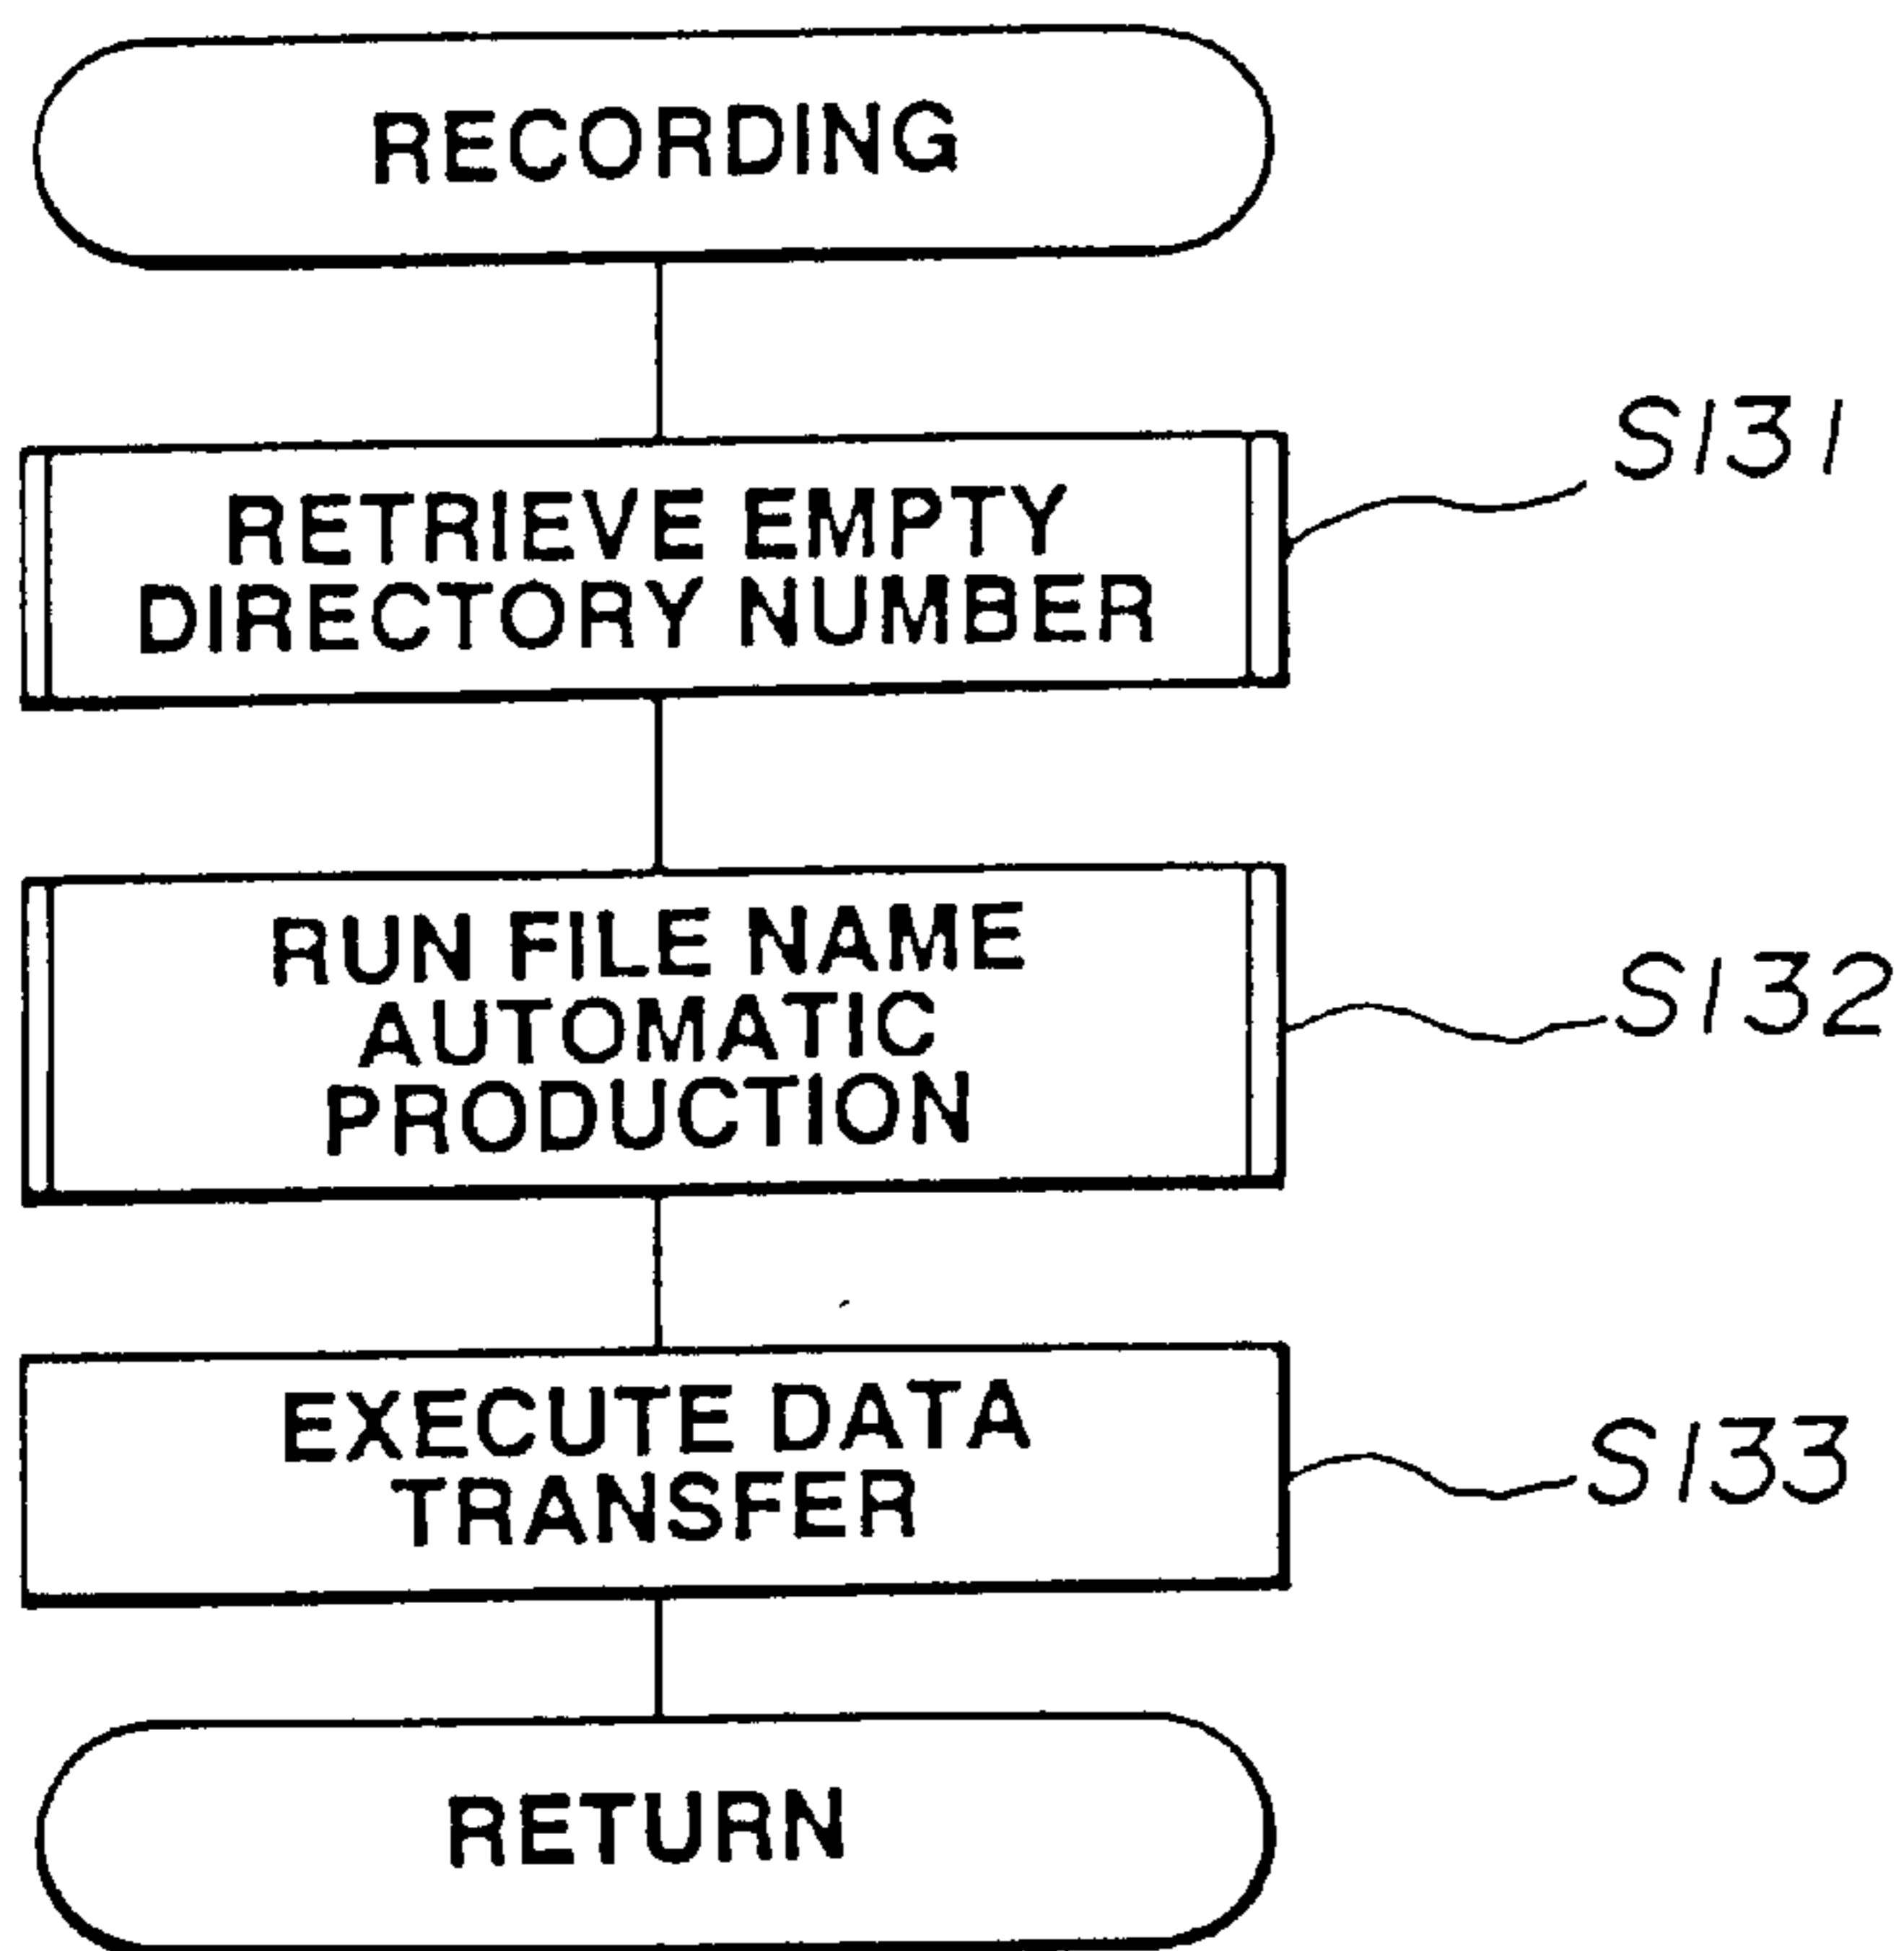 RECORDING
RETRIEVE EMPTY
DIRECTORY NUMBER
S131
RUN FILE NAME
AUTOMATIC
PRODUCTION
S132
EXECUTE DATA
TRANSFER
S133
RETURN